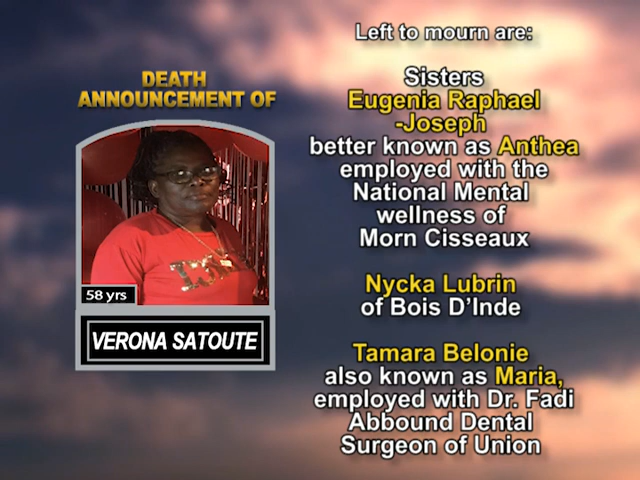 DEATH
ANNOUNCEMENT OF
58 yrs
VERONA SATOUTE
Left to mourn are:
Sisters
Eugenia Raphael
-Joseph
better known as Anthea
employed with the
National Mental
wellness of
Morn Cisseaux
Nycka Lubrin
of Bois D'Inde
Tamara Belonie
also known as Maria,
employed with Dr. Fadi
Abbound Dental
Surgeon of Union